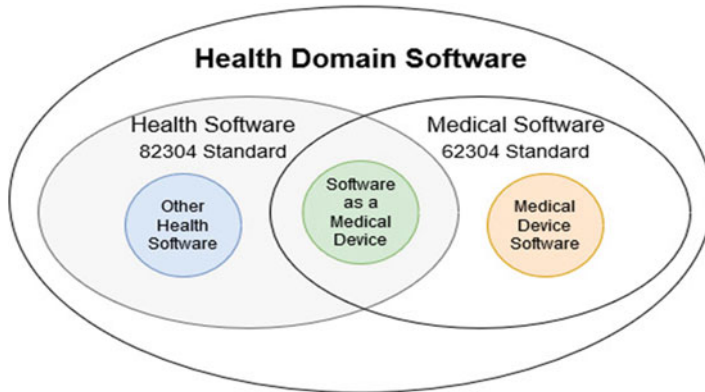 Health Domain Software
Health Software
82304 Standard
Medical Software
62304 Standard
Other
Health
Software
Software
as a
Medical
Device
Medical
Device
Software